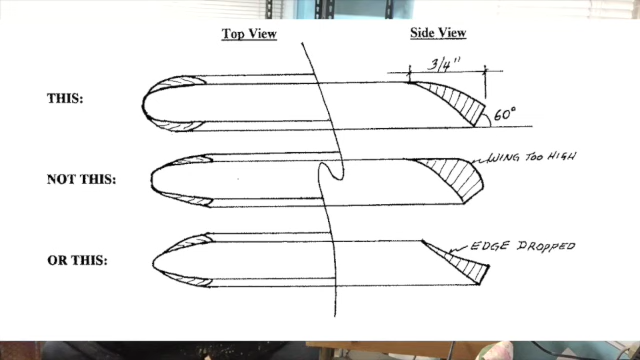 Top View
Side View
3/4"
THIS:
60°
NOT THIS:
WING TOO HIGH
OR THIS:
EDGE DROPPED